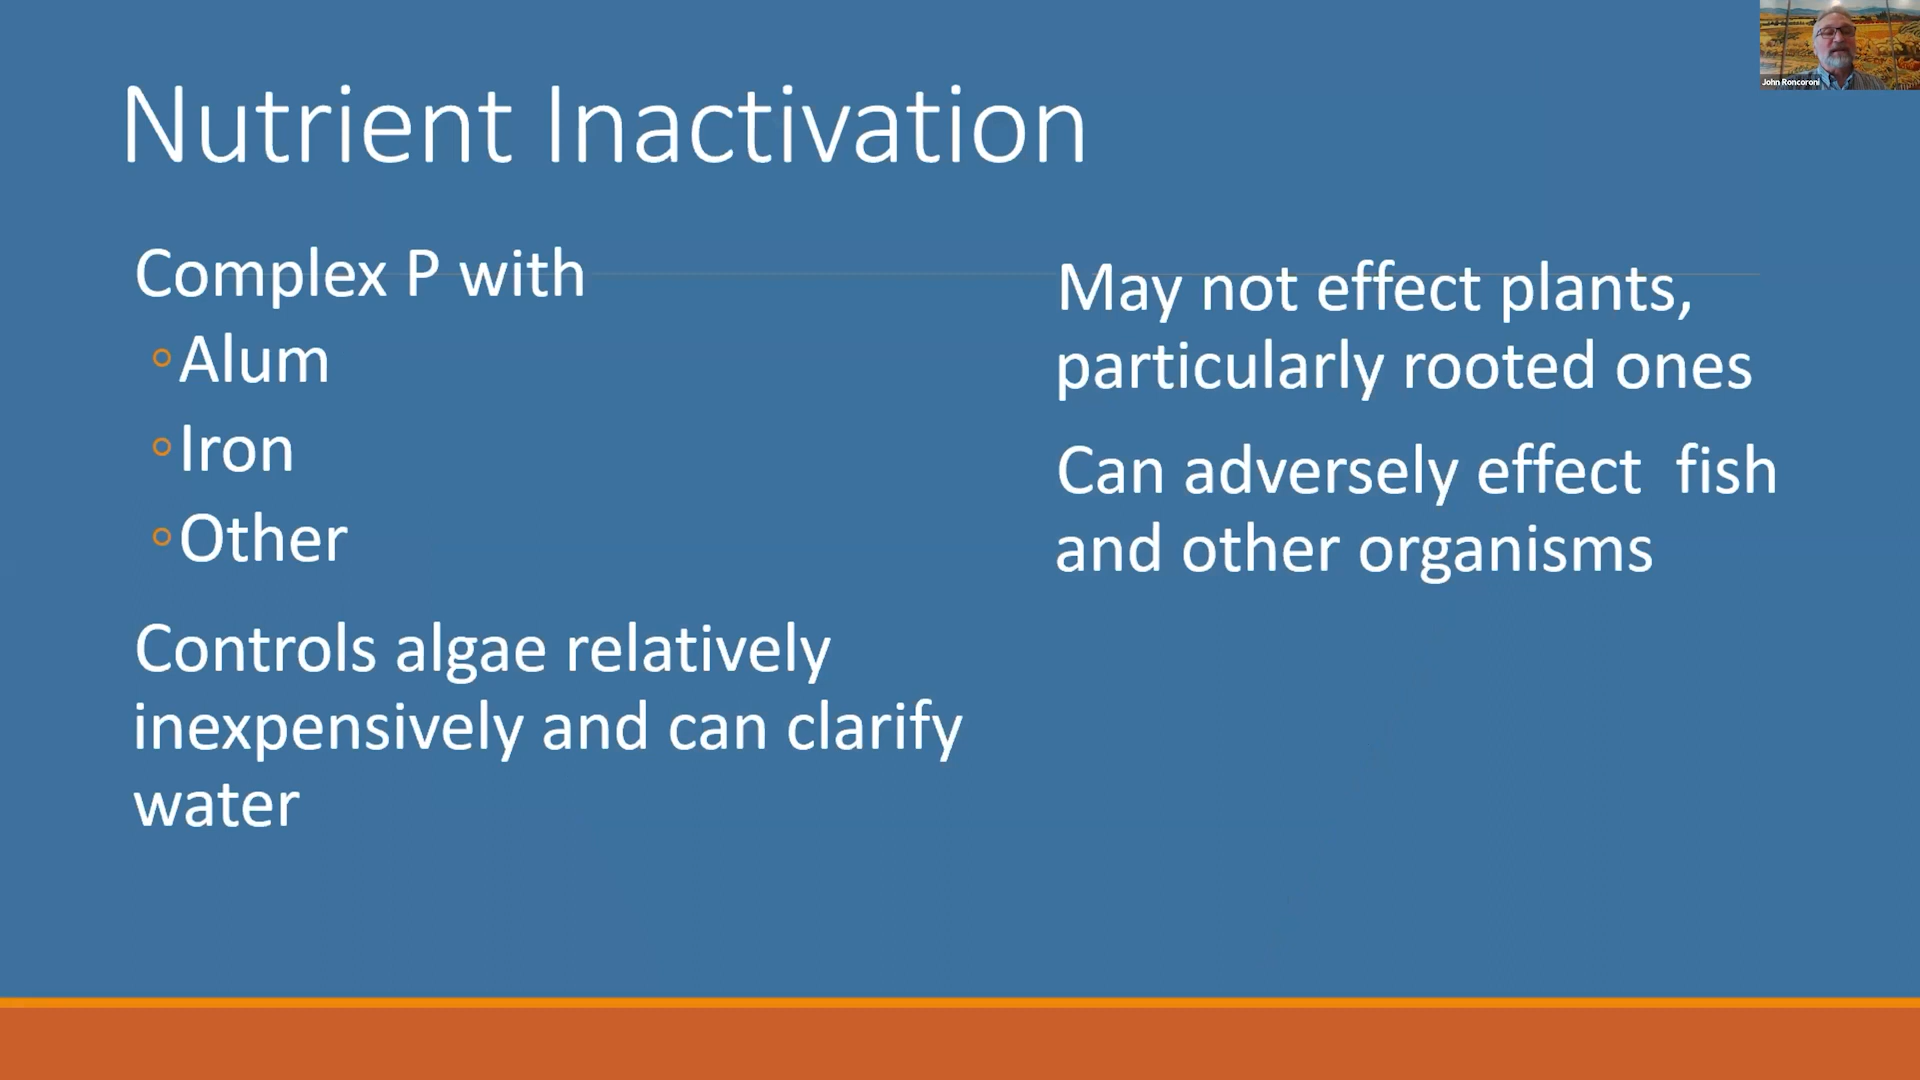 Nutrient Inactivation
Complex P with
Alum
Iron
Other
Controls algae relatively
inexpensively and can clarify
water
May not effect plants,
particularly rooted ones
Can adversely effect  fish
and other organisms
John Roncoroni